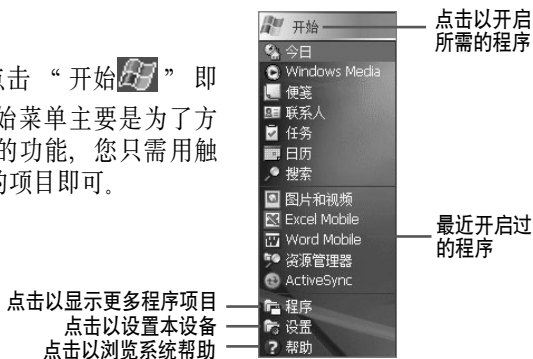 点击 “ 开始 ” 即
始菜单主要是为了方
的功能, 您只需用触
的项目即可.
开始
今日
Windows Media
便笺
联系人
任务
日历
搜索
图片和视频
Excel Mobile
Word Mobile
资源管理器
ActiveSync
程序
设置
帮助
点击以开启
所需的程序
最近开启过
的程序
点击以显示更多程序项目
点击以设置本设备
点击以浏览系统帮助